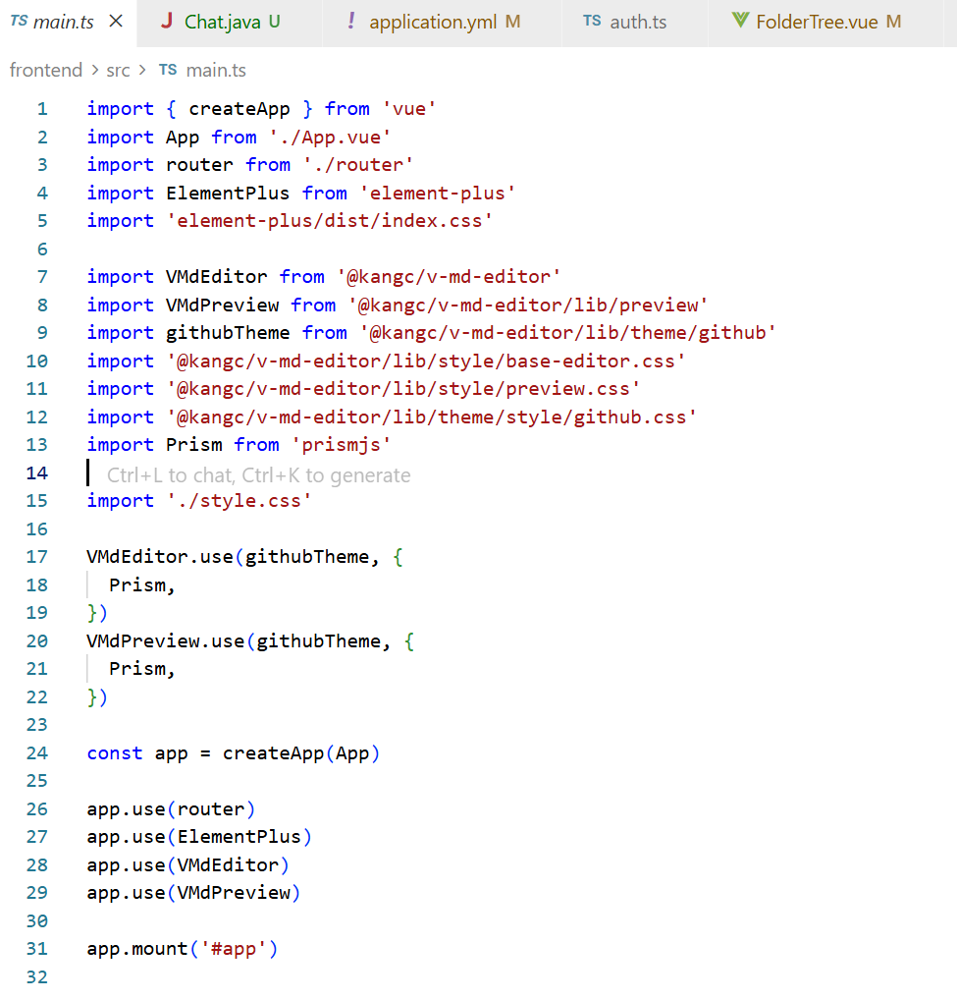 TS main.ts × J Chat.java U ! application.yml M TS auth.ts FolderTree.vue M
frontend > src > TS main.ts
1 import { createApp } from 'vue'
2 import App from './App.vue'
3 import router from './router'
4 import ElementPlus from 'element-plus'
5 import 'element-plus/dist/index.css'
6
7 import VMdEditor from '@kangc/v-md-editor'
8 import VMdPreview from '@kangc/v-md-editor/lib/preview'
9 import githubTheme from '@kangc/v-md-editor/lib/theme/github'
10 import '@kangc/v-md-editor/lib/style/base-editor.css'
11 import '@kangc/v-md-editor/lib/style/preview.css'
12 import '@kangc/v-md-editor/lib/theme/style/github.css'
13 import Prism from 'prismjs'
14 Ctrl+L to chat, Ctrl+K to generate
15 import './style.css'
16
17 VMdEditor.use(githubTheme, {
18   Prism,
19 })
20 VMdPreview.use(githubTheme, {
21   Prism,
22 })
23
24 const app = createApp(App)
25
26 app.use(router)
27 app.use(ElementPlus)
28 app.use(VMdEditor)
29 app.use(VMdPreview)
30
31 app.mount('#app')
32